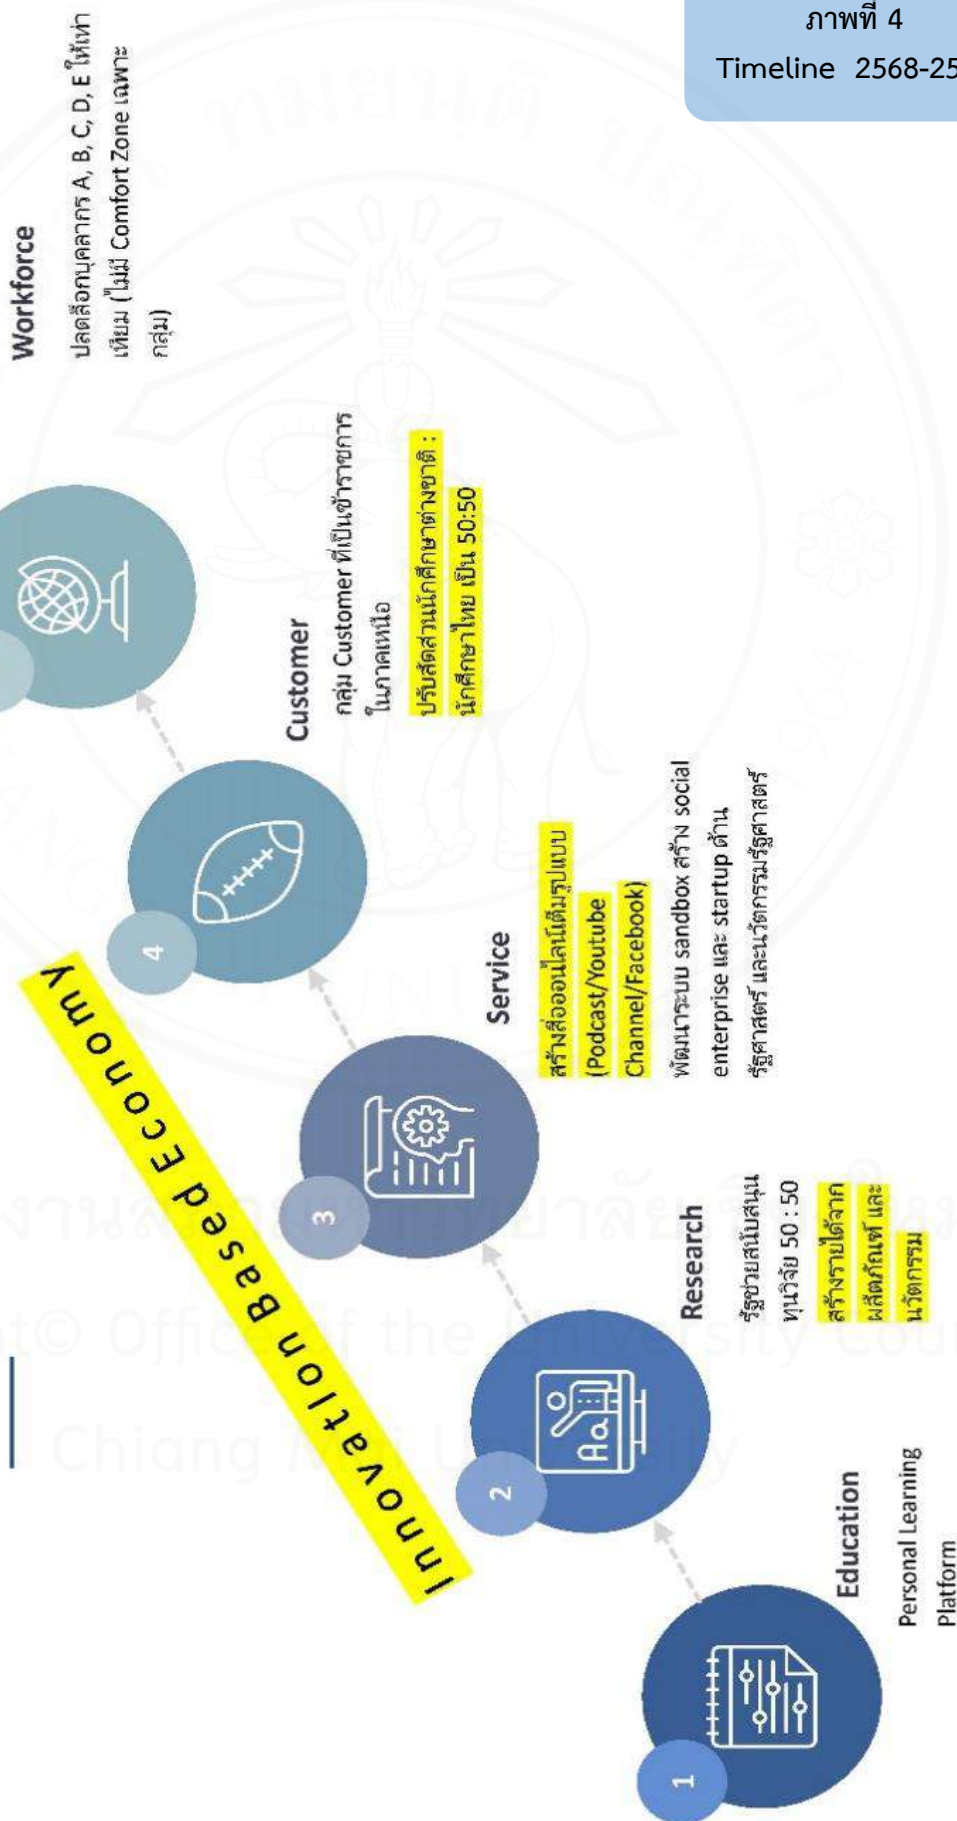 ภาพที่ 4
Timeline 2568-25
Innovation Based Economy
1
Education
Personal Learning
Platform
2
Research
รัฐช่วยสนับสนุน
ทุนวิจัย 50 : 50
สร้างรายได้จาก
ผลิตภัณฑ์ และ
นวัตกรรม
3
Service
สร้างสื่อออนไลน์เต็มรูปแบบ
(Podcast/Youtube
Channel/Facebook)
พัฒนาระบบ sandbox สร้าง social
enterprise และ startup ด้าน
รัฐศาสตร์ และนวัตกรรมรัฐศาสตร์
4
Customer
กลุ่ม Customer ที่เป็นข้าราชการ
ในภาคเหนือ
ปรับสัดส่วนนักศึกษาต่างชาติ :
นักศึกษาไทย เป็น 50:50
Workforce
ปลดล็อกบุคลากร A, B, C, D, E ให้เท่า
เทียม (ไม่มี Comfort Zone เฉพาะ
กลุ่ม)
© Office of the University
Chiang Mai University